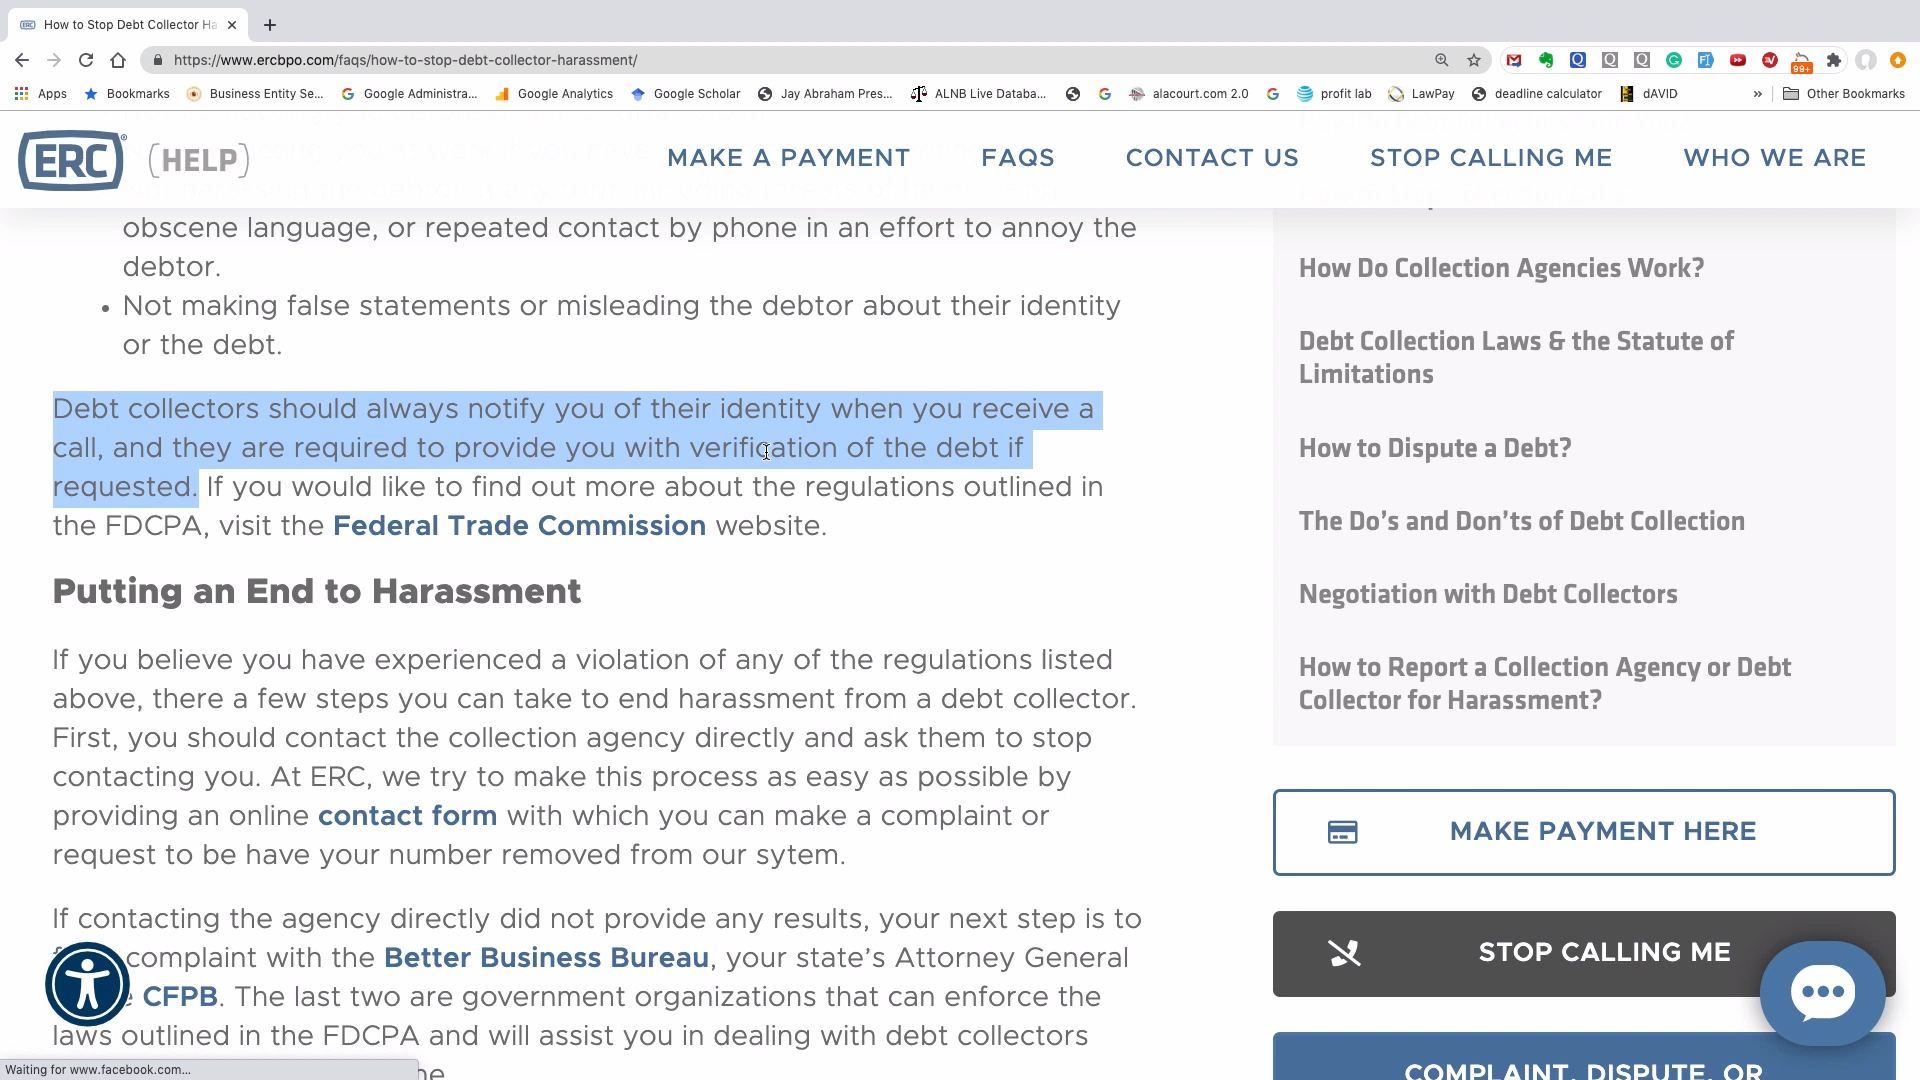 How to Stop Debt Collector Ha
https://www.ercbpo.com/faqs/how-to-stop-debt-collector-harassment/
99+
Apps
Bookmarks
Business Entity Se...
Google Administra...
Google Analytics
Google Scholar
Jay Abraham Pres...
ALNB Live Databa...
alacourt.com 2.0
profit lab
LawPay
deadline calculator
dAVID
»
Other Bookmarks
ERC
(HELP)
MAKE A PAYMENT
FAQS
CONTACT US
STOP CALLING ME
WHO WE ARE
obscene language, or repeated contact by phone in an effort to annoy the
debtor.
• Not making false statements or misleading the debtor about their identity
or the debt.
Debt collectors should always notify you of their identity when you receive a
call, and they are required to provide you with verification of the debt if
requested. If you would like to find out more about the regulations outlined in
the FDCPA, visit the Federal Trade Commission website.
Putting an End to Harassment
If you believe you have experienced a violation of any of the regulations listed
above, there a few steps you can take to end harassment from a debt collector.
First, you should contact the collection agency directly and ask them to stop
contacting you. At ERC, we try to make this process as easy as possible by
providing an online contact form with which you can make a complaint or
request to be have your number removed from our sytem.
If contacting the agency directly did not provide any results, your next step is to
complaint with the Better Business Bureau, your state’s Attorney General
CFPB. The last two are government organizations that can enforce the
laws outlined in the FDCPA and will assist you in dealing with debt collectors
Waiting for www.facebook.com...
How Do Collection Agencies Work?
Debt Collection Laws & the Statute of
Limitations
How to Dispute a Debt?
The Do’s and Don’ts of Debt Collection
Negotiation with Debt Collectors
How to Report a Collection Agency or Debt
Collector for Harassment?
MAKE PAYMENT HERE
STOP CALLING ME
COMPLAINT, DISPUTE, OR